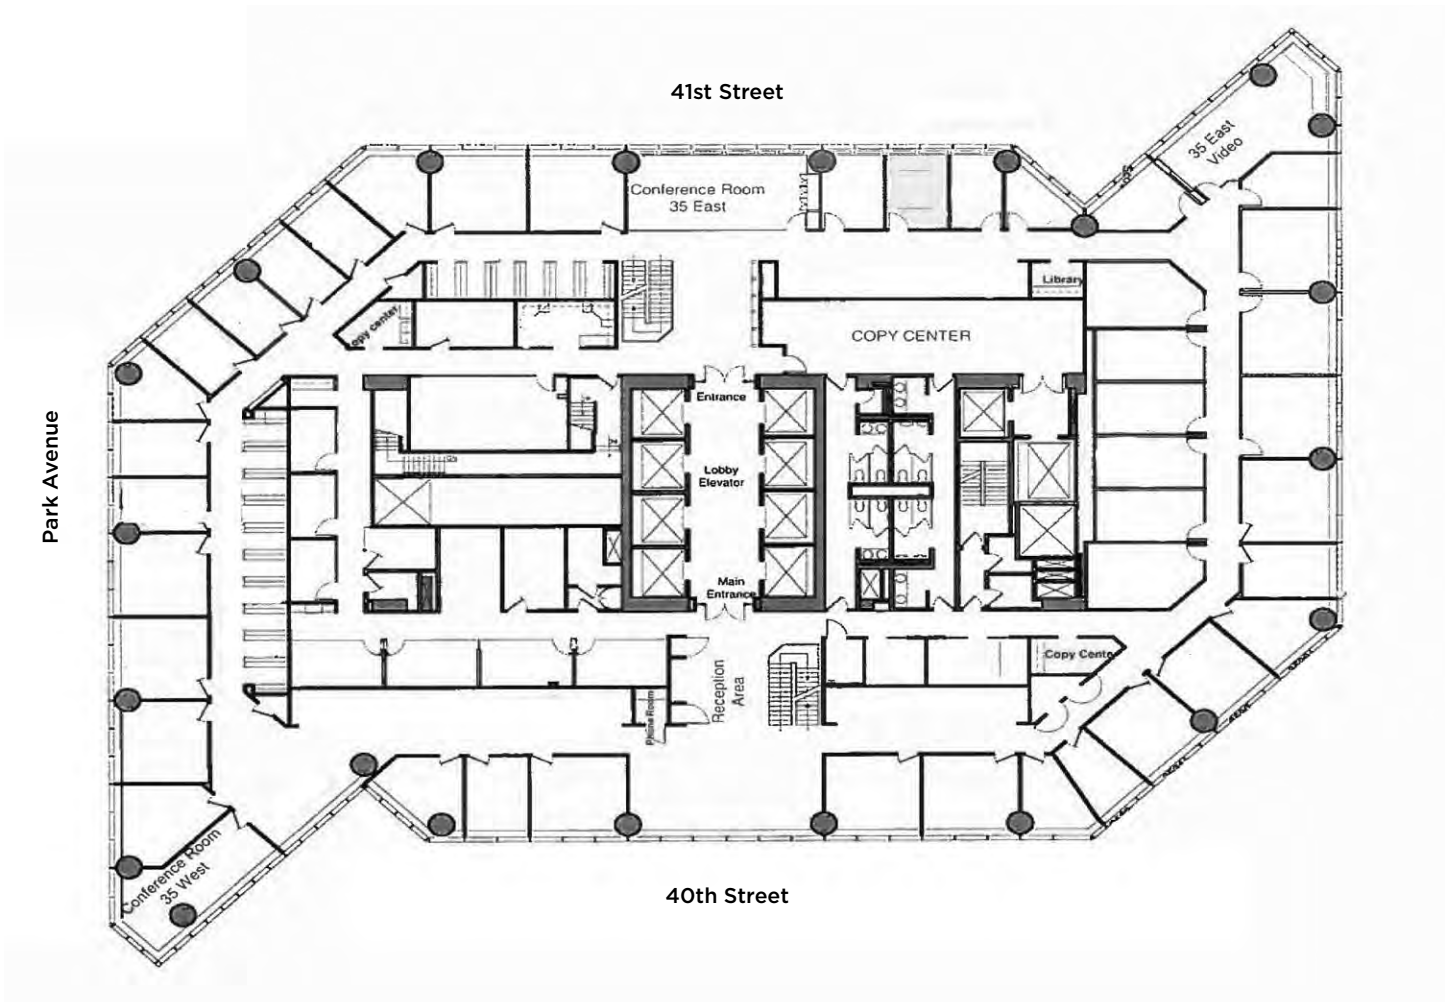 41st Street
35 East
Video
Conference Room
35 East
Library
Copy center
COPY CENTER
Entrance
Park Avenue
Lobby
Elevator
Main
Entrance
Copy Cente
Reception
Area
Phone Room
Conference Room
35 West
40th Street